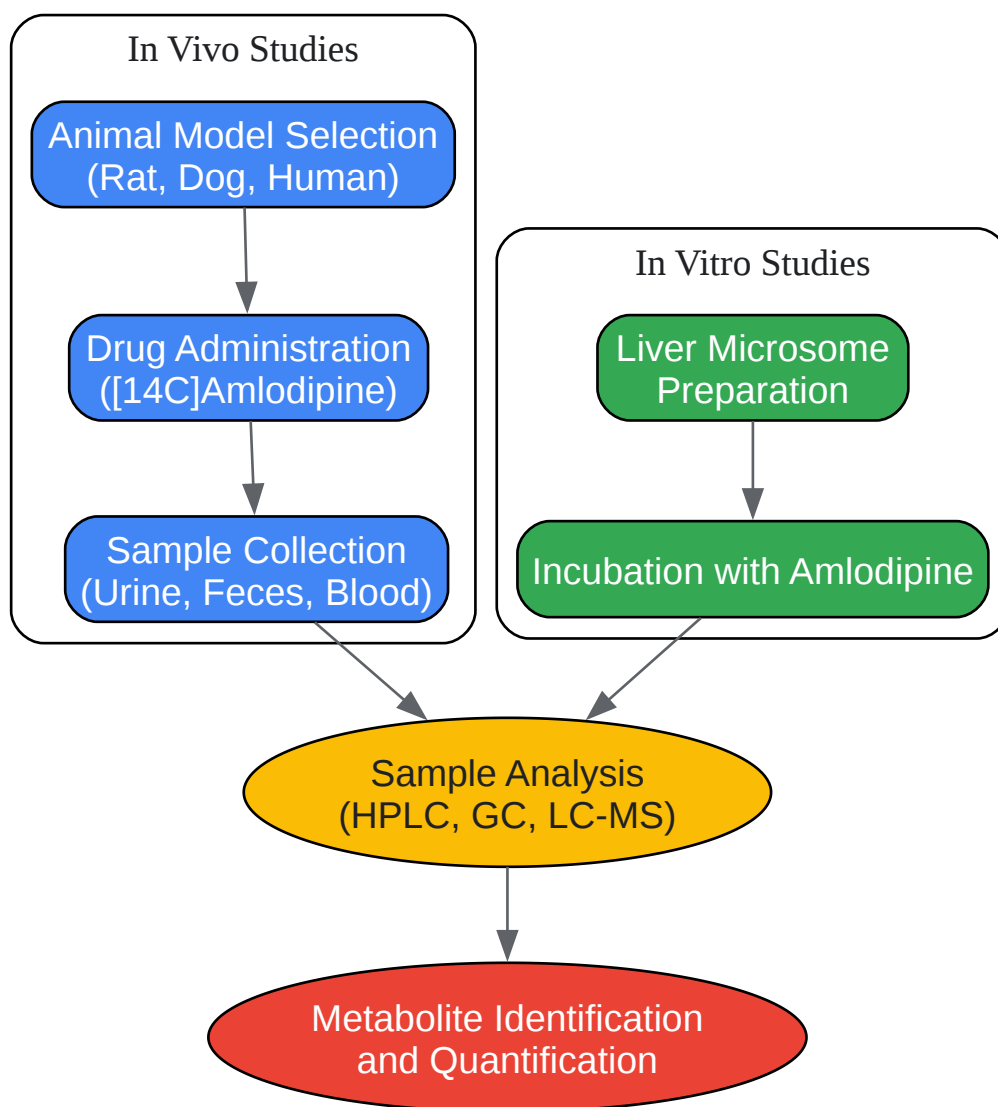 In Vivo Studies
Animal Model Selection
(Rat, Dog, Human)
Drug Administration
([14C]Amlodipine)
Sample Collection
(Urine, Feces, Blood)
In Vitro Studies
Liver Microsome
Preparation
Incubation with Amlodipine
Sample Analysis
(HPLC, GC, LC-MS)
Metabolite Identification
and Quantification